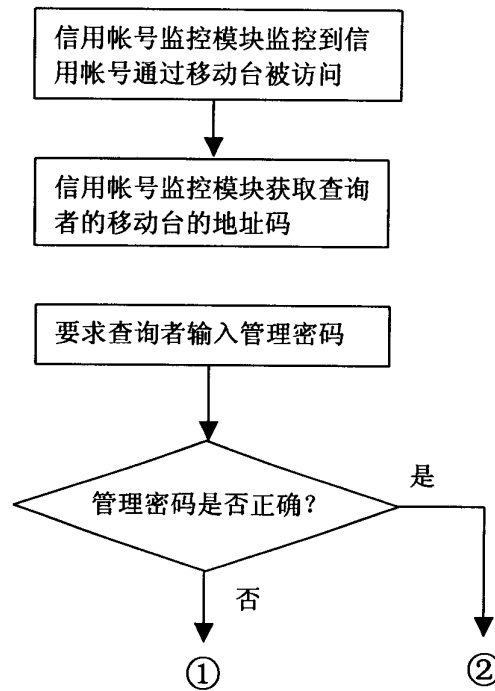 信用帐号监控模块监控到信
用帐号通过移动台被访问
信用帐号监控模块获取查询
者的移动台的地址码
要求查询者输入管理密码
管理密码是否正确？
是
否
①
②